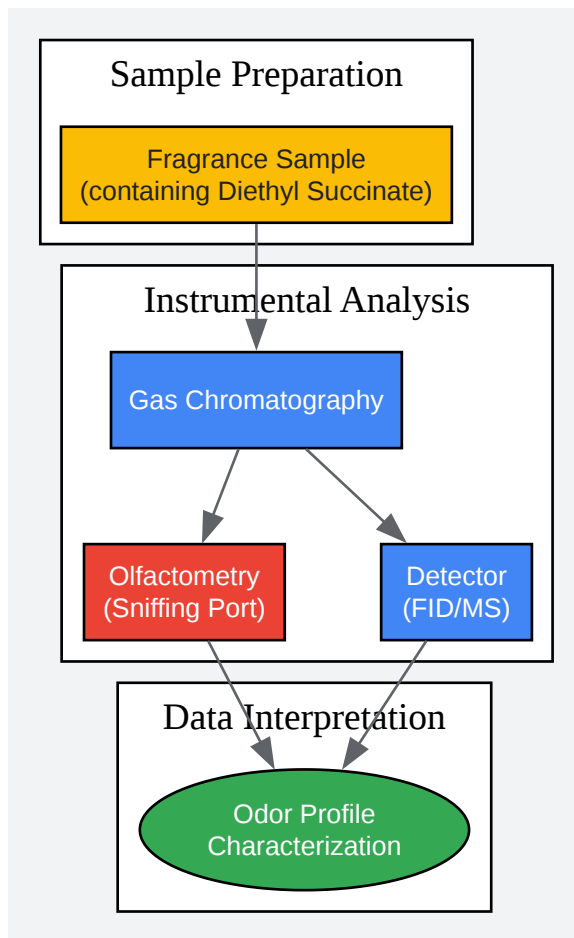 Sample Preparation
Fragrance Sample
(containing Diethyl Succinate)
Instrumental Analysis
Gas Chromatography
Olfactometry
(Sniffing Port)
Detector
(FID/MS)
Data Interpretation
Odor Profile
Characterization